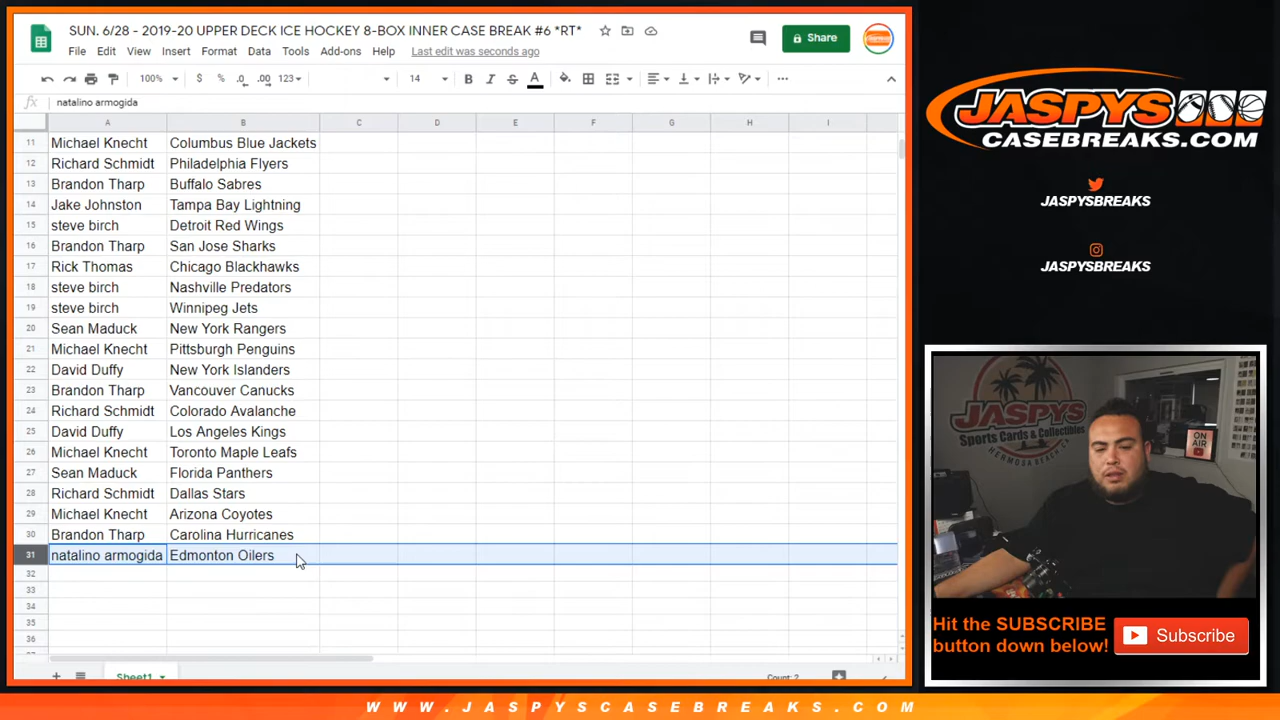 SUN. 6/28 - 2019-20 UPPER DECK ICE HOCKEY 8-BOX INNER CASE BREAK #6 *RT*
File Edit View Insert Format Data Tools Add-ons Help Last edit was seconds ago
Share
100% $ % .0 .00 123 14 B I S A
fx natalino armogida
A B C D E F G H I
11 Michael Knecht Columbus Blue Jackets
12 Richard Schmidt Philadelphia Flyers
13 Brandon Tharp Buffalo Sabres
14 Jake Johnston Tampa Bay Lightning
15 steve birch Detroit Red Wings
16 Brandon Tharp San Jose Sharks
17 Rick Thomas Chicago Blackhawks
18 steve birch Nashville Predators
19 steve birch Winnipeg Jets
20 Sean Maduck New York Rangers
21 Michael Knecht Pittsburgh Penguins
22 David Duffy New York Islanders
23 Brandon Tharp Vancouver Canucks
24 Richard Schmidt Colorado Avalanche
25 David Duffy Los Angeles Kings
26 Michael Knecht Toronto Maple Leafs
27 Sean Maduck Florida Panthers
28 Richard Schmidt Dallas Stars
29 Michael Knecht Arizona Coyotes
30 Brandon Tharp Carolina Hurricanes
31 natalino armogida Edmonton Oilers
32
33
34
35
36
Sheet1
Count: 2
JASPYS
CASEBREAKS.COM
JASPYSBREAKS
JASPYSBREAKS
JASPYS
Sports Cards & Collectibles
HERMOSA BEACH
ON AIR
Hit the SUBSCRIBE
button down below!
Subscribe
WWW.JASPYSCASEBREAKS.COM